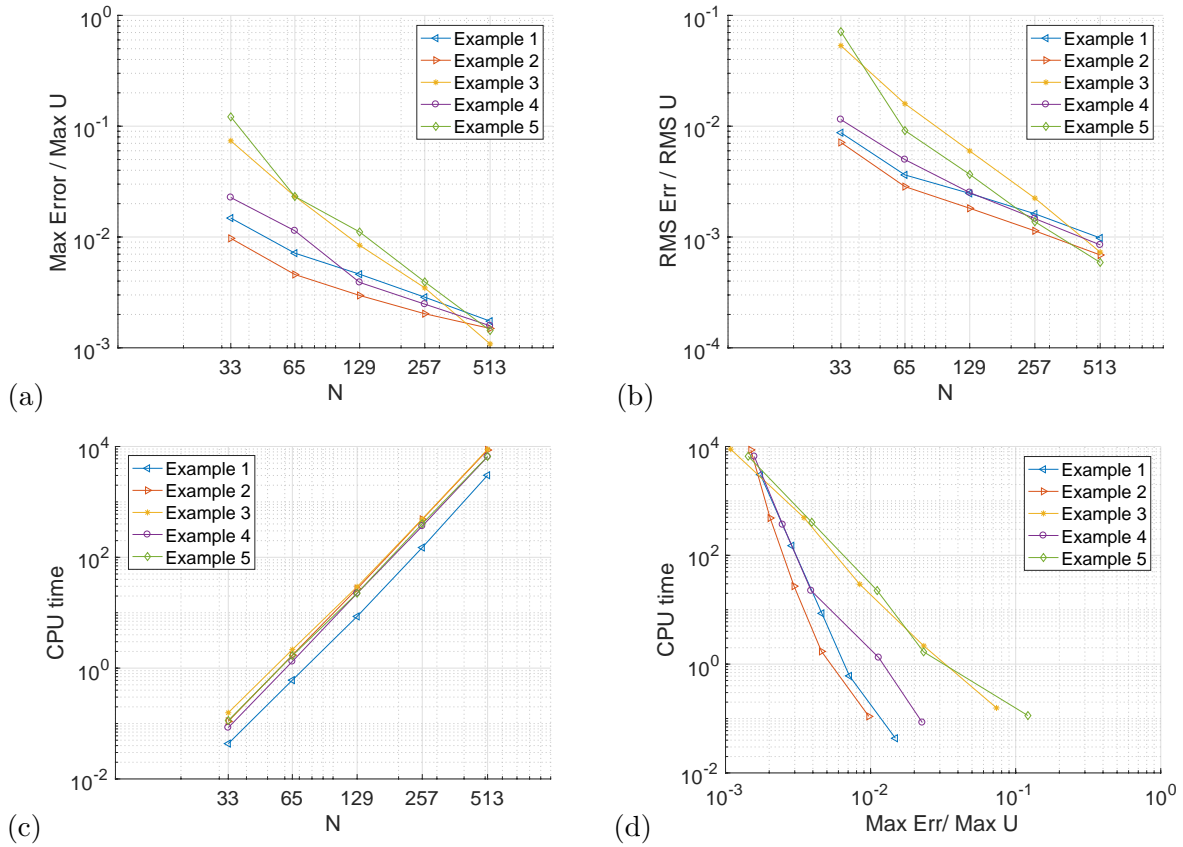 10^0
10^-1
10^-2
10^-3
Max Error / Max U
33 65 129 257 513
N
Example 1
Example 2
Example 3
Example 4
Example 5
(a)
10^-1
10^-2
10^-3
10^-4
RMS Err / RMS U
33 65 129 257 513
N
Example 1
Example 2
Example 3
Example 4
Example 5
(b)
10^4
10^2
10^0
10^-2
CPU time
33 65 129 257 513
N
Example 1
Example 2
Example 3
Example 4
Example 5
(c)
10^4
10^2
10^0
10^-2
CPU time
10^-3 10^-2 10^-1 10^0
Max Err/ Max U
Example 1
Example 2
Example 3
Example 4
Example 5
(d)